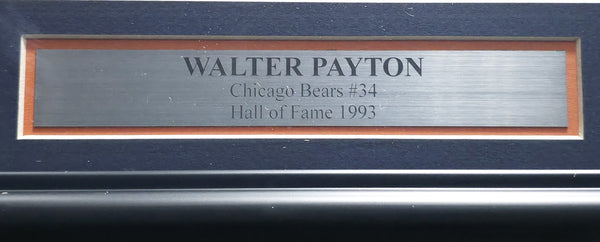 WALTER PAYTON
Chicago Bears #34
Hall of Fame 1993